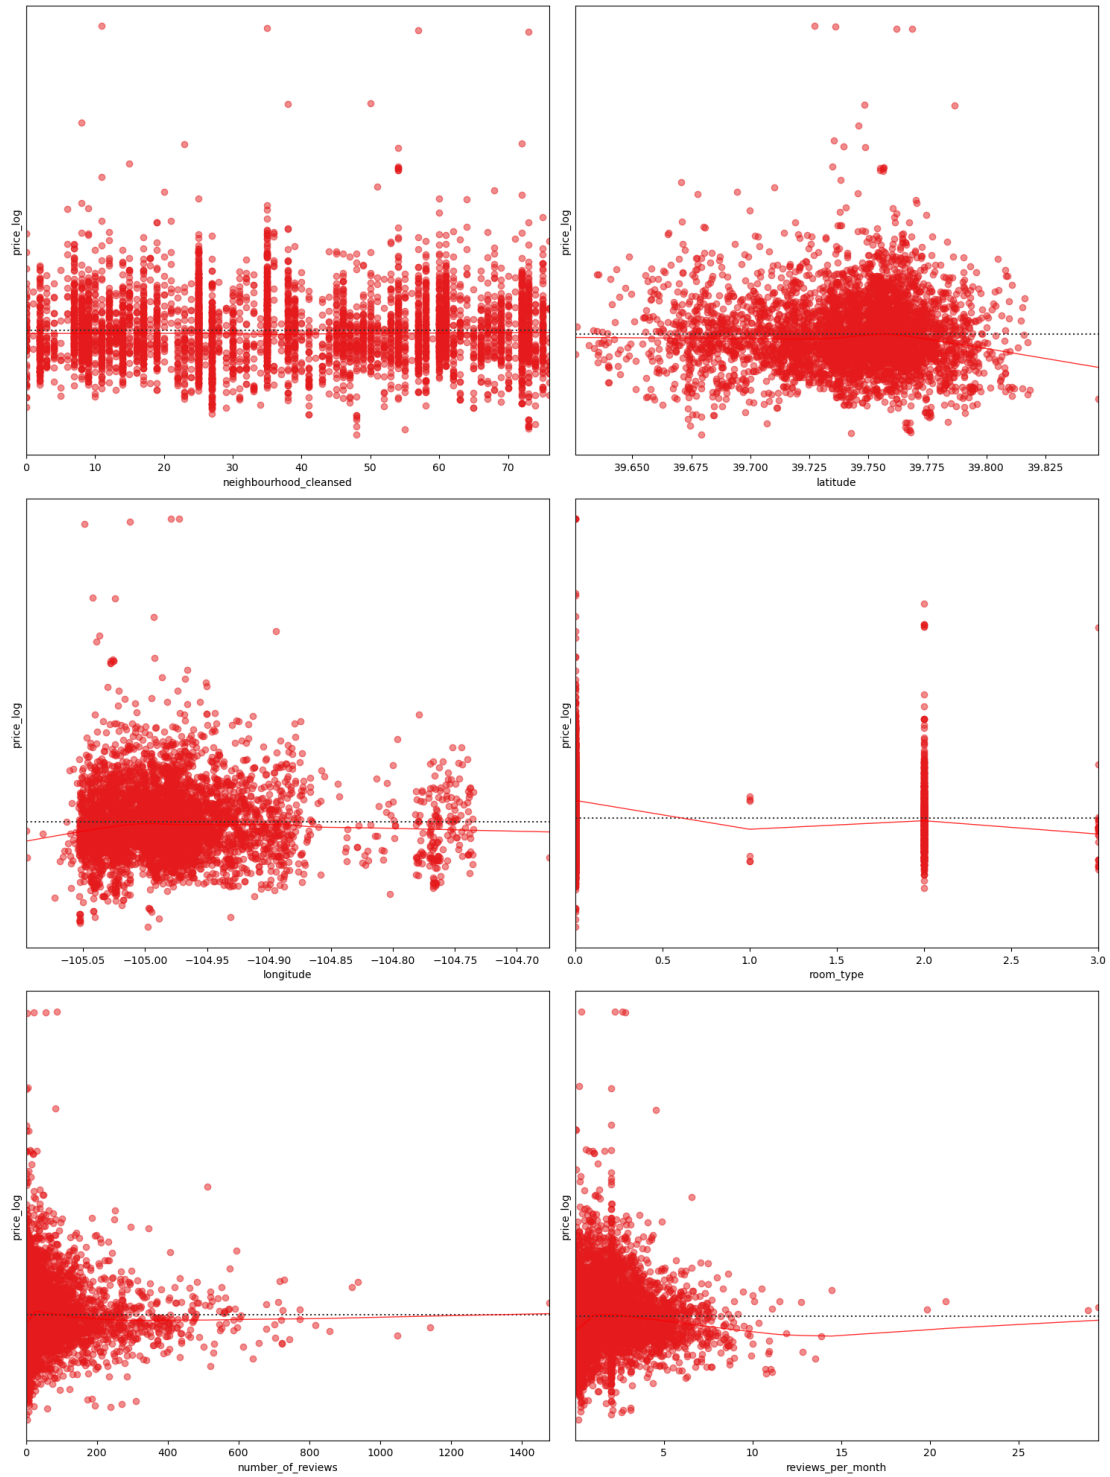 price_log
0 10 20 30 40 50 60 70
neighbourhood_cleansed
price_log
39.650 39.675 39.700 39.725 39.750 39.775 39.800 39.825
latitude
price_log
−105.05 −105.00 −104.95 −104.90 −104.85 −104.80 −104.75 −104.70
longitude
price_log
0.0 0.5 1.0 1.5 2.0 2.5 3.0
room_type
price_log
0 200 400 600 800 1000 1200 1400
number_of_reviews
price_log
5 10 15 20 25
reviews_per_month